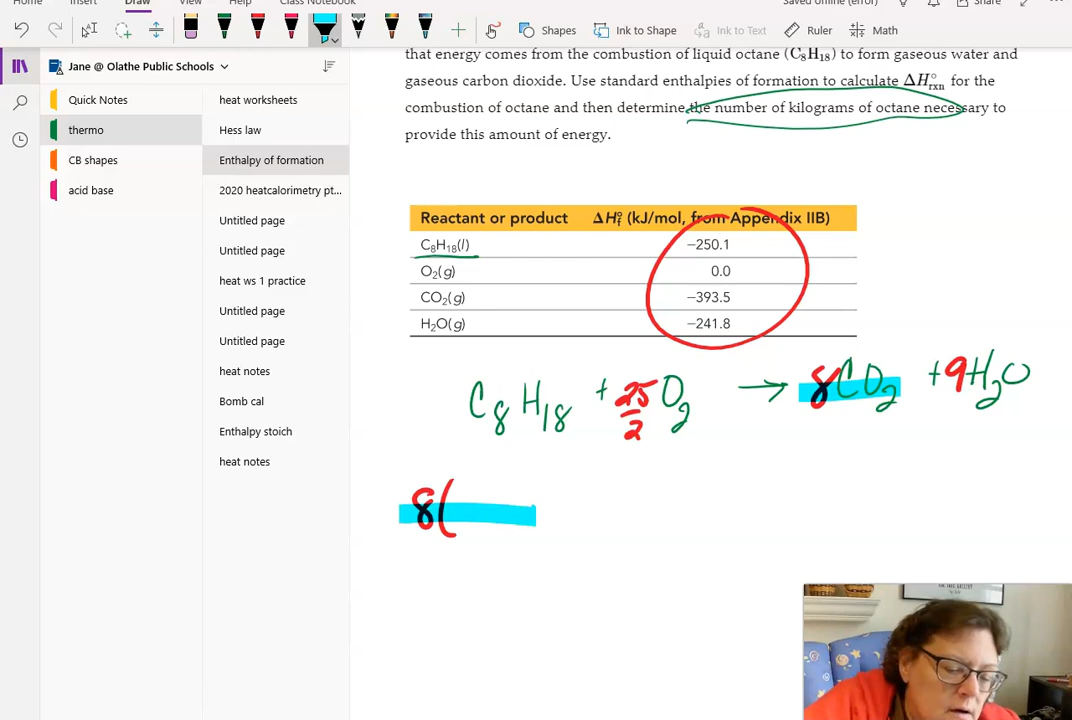 Home Insert Draw View Help Class Notebook Saved online (error) Share
Shapes Ink to Shape Ink to Text Ruler Math
Jane @ Olathe Public Schools
Quick Notes
thermo
CB shapes
acid base
heat worksheets
Hess law
Enthalpy of formation
2020 heatcalorimetry pt...
Untitled page
Untitled page
heat ws 1 practice
Untitled page
Untitled page
heat notes
Bomb cal
Enthalpy stoich
heat notes
that energy comes from the combustion of liquid octane (C₈H₁₈) to form gaseous water and
gaseous carbon dioxide. Use standard enthalpies of formation to calculate ΔH°rxn for the
combustion of octane and then determine the number of kilograms of octane necessary to
provide this amount of energy.
Reactant or product ΔH°f (kJ/mol, from Appendix IIB)
C₈H₁₈(l) −250.1
O₂(g) 0.0
CO₂(g) −393.5
H₂O(g) −241.8
C₈H₁₈ + 25/2 O₂ → 8CO₂ + 9H₂O
8(